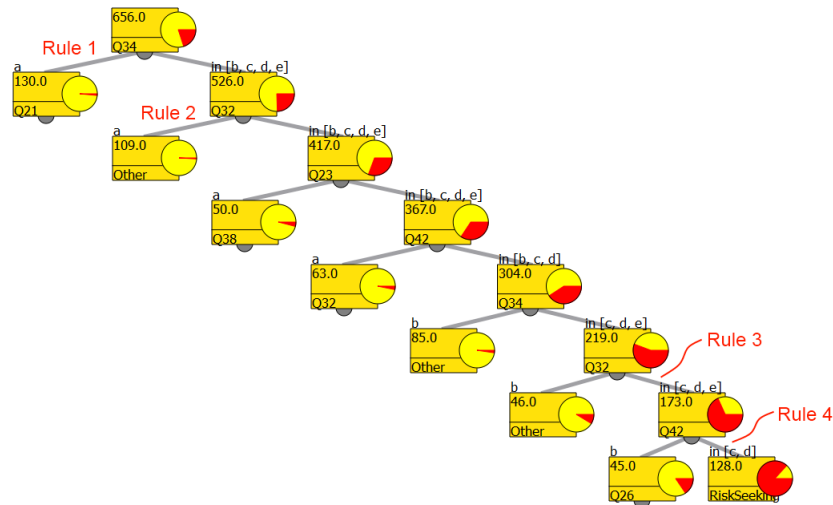 656.0
Q34
Rule 1
a
130.0
Q21
in [b, c, d, e]
526.0
Q32
Rule 2
a
109.0
Other
in [b, c, d, e]
417.0
Q23
a
50.0
Q38
in [b, c, d, e]
367.0
Q42
a
63.0
Q32
in [b, c, d]
304.0
Q34
b
85.0
Other
in [c, d, e]
219.0
Q32
Rule 3
b
46.0
Other
in [c, d, e]
173.0
Q42
Rule 4
b
45.0
Q26
in [c, d]
128.0
RiskSeeking